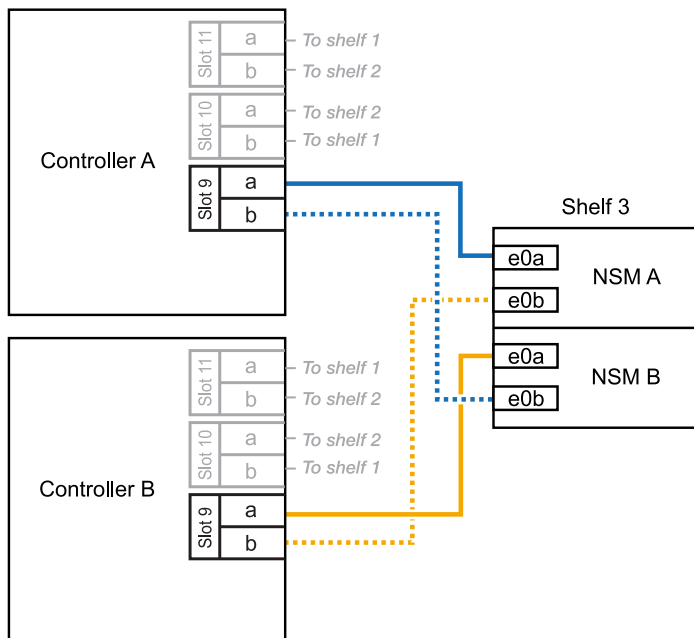 Controller A
Slot 11
a
To shelf 1
b
To shelf 2
Slot 10
a
To shelf 2
b
To shelf 1
Slot 9
a
b
Shelf 3
e0a
NSM A
e0b
e0a
NSM B
e0b
Controller B
Slot 11
a
To shelf 1
b
To shelf 2
Slot 10
a
To shelf 2
b
To shelf 1
Slot 9
a
b